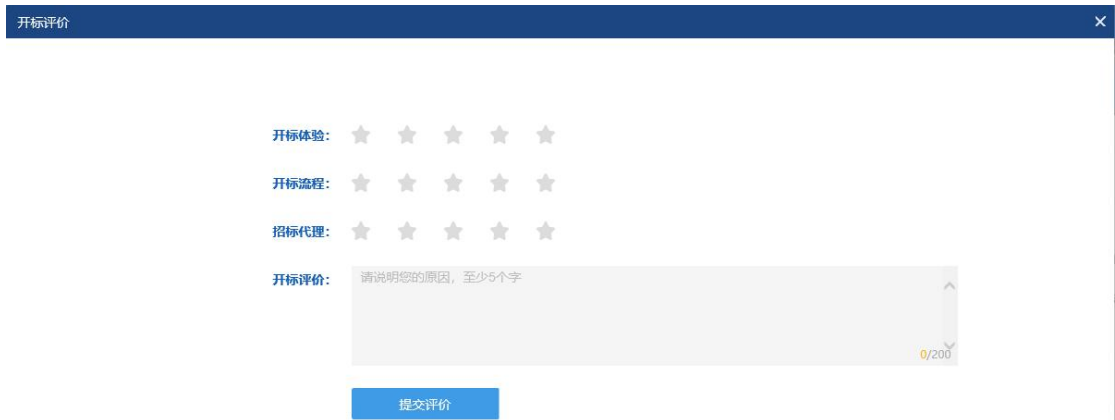 开标评价
开标体验：
开标流程：
招标代理：
开标评价：
请说明您的原因，至少5个字
0/200
提交评价